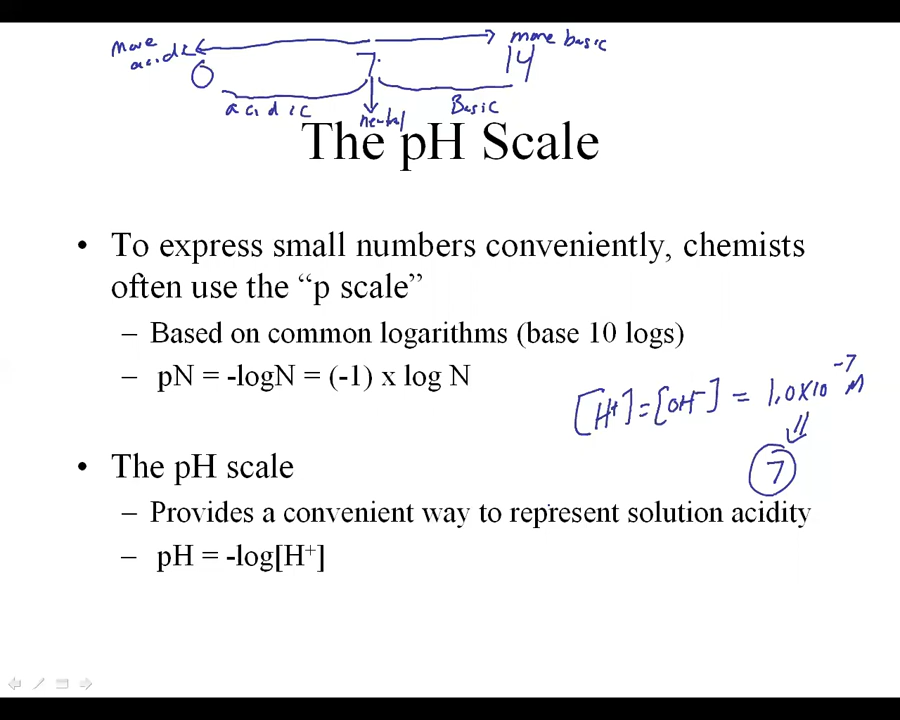 more acidic
more basic
0 7 14
acidic
neutral
Basic
The pH Scale
• To express small numbers conveniently, chemists
often use the “p scale”
– Based on common logarithms (base 10 logs)
– pN = -logN = (-1) x log N
[H+] = [OH-] = 1.0x10⁻⁷ M
7
• The pH scale
– Provides a convenient way to represent solution acidity
– pH = -log[H⁺]